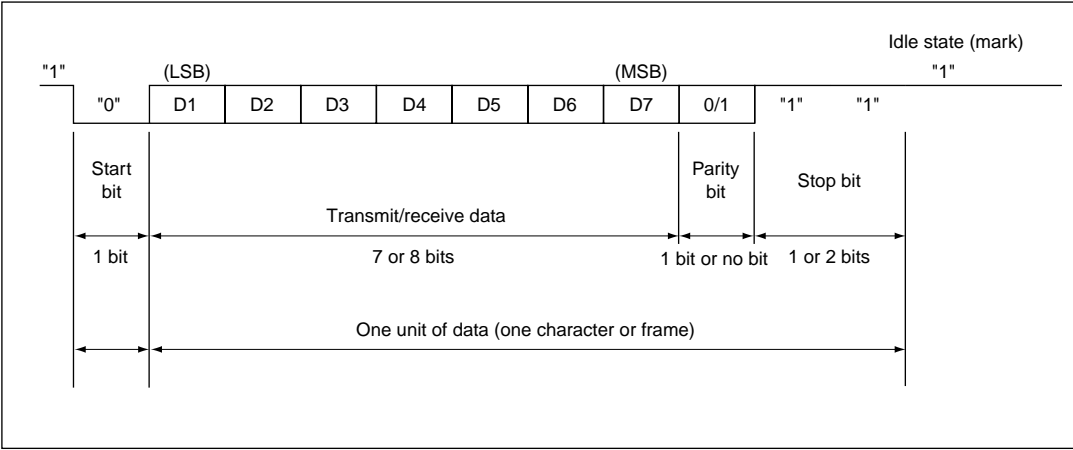 Idle state (mark)
"1" (LSB) (MSB) "1"
"0" D1 D2 D3 D4 D5 D6 D7 0/1 "1" "1"
Start
bit
Parity
bit
Stop bit
Transmit/receive data
1 bit 7 or 8 bits 1 bit or no bit 1 or 2 bits
One unit of data (one character or frame)